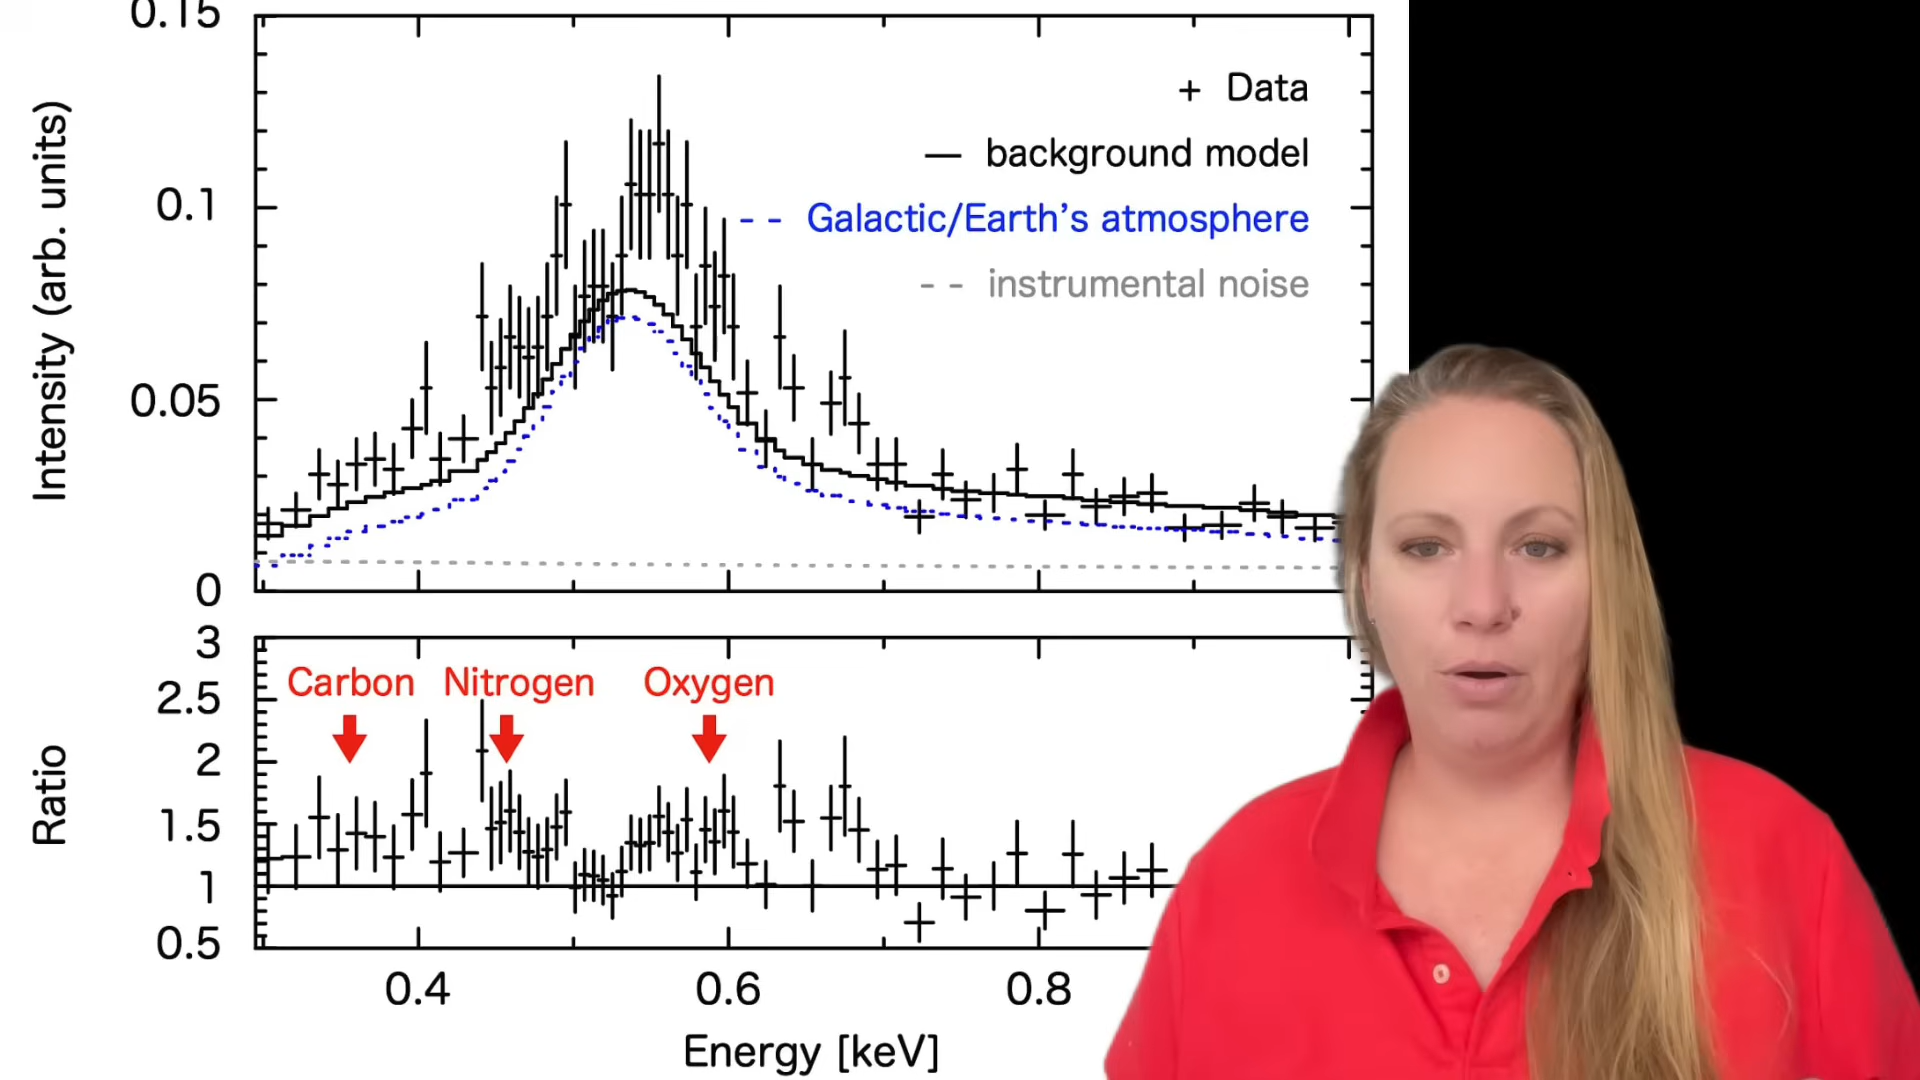 0.15
+ Data
— background model
-- Galactic/Earth's atmosphere
-- instrumental noise
0.1
0.05
0
Intensity (arb. units)
3
2.5
2
1.5
1
0.5
Ratio
Carbon Nitrogen Oxygen
0.4 0.6 0.8
Energy [keV]